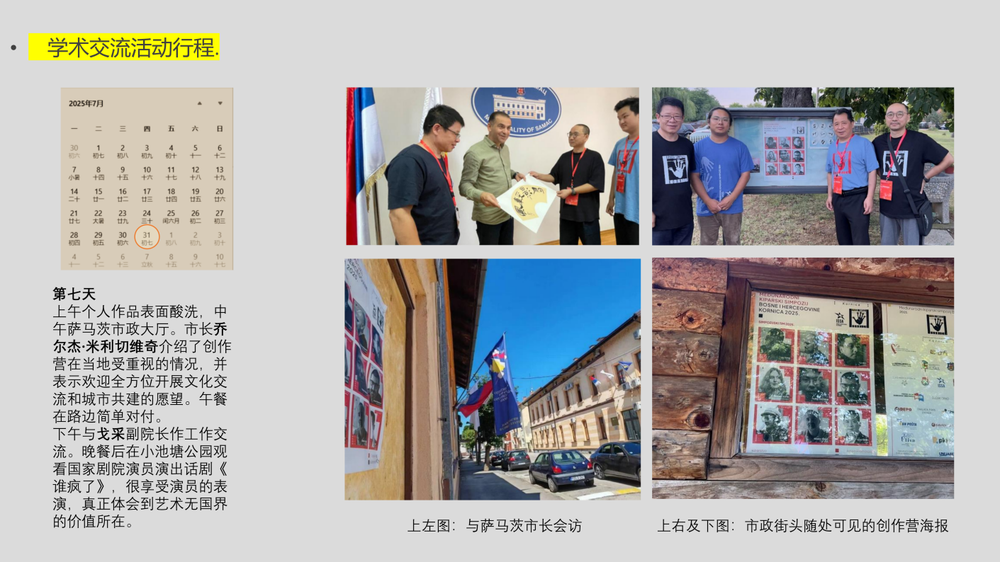 • 学术交流活动行程.
2025年7月
一 二 三 四 五 六 日
30 1 2 3 4 5 6
初六 初七 初八 初九 初十 十一 十二
7 8 9 10 11 12 13
小暑 十四 十五 十六 十七 十八 十九
14 15 16 17 18 19 20
二十 廿一 廿二 廿三 廿四 廿五 廿六
21 22 23 24 25 26 27
廿七 大暑 廿九 三十 闰六月 初二 初三
28 29 30 31 1 2 3
初四 初五 初六 初七 初八 初九 初十
4 5 6 7 8 9 10
十一 十二 十三 立秋 十五 十六 十七
第七天
上午个人作品表面酸洗，中
午萨马茨市政大厅。市长乔
尔杰·米利切维奇介绍了创作
营在当地受重视的情况，并
表示欢迎全方位开展文化交
流和城市共建的愿望。午餐
在路边简单对付。
下午与戈采副院长作工作交
流。晚餐后在小池塘公园观
看国家剧院演员演出话剧《
谁疯了》，很享受演员的表
演，真正体会到艺术无国界
的价值所在。
OF SAMAC
HERCEGOVINE
2025.
MEĐUNARODNI
KIPARSKI SIMPOZIJ
BOSNE I HERCEGOVINE
KORNICA 2025.
Kornica
ISSA
ISSA
DEPO
BH POŠTA
fliva
上左图：与萨马茨市长会访
上右及下图：市政街头随处可见的创作营海报